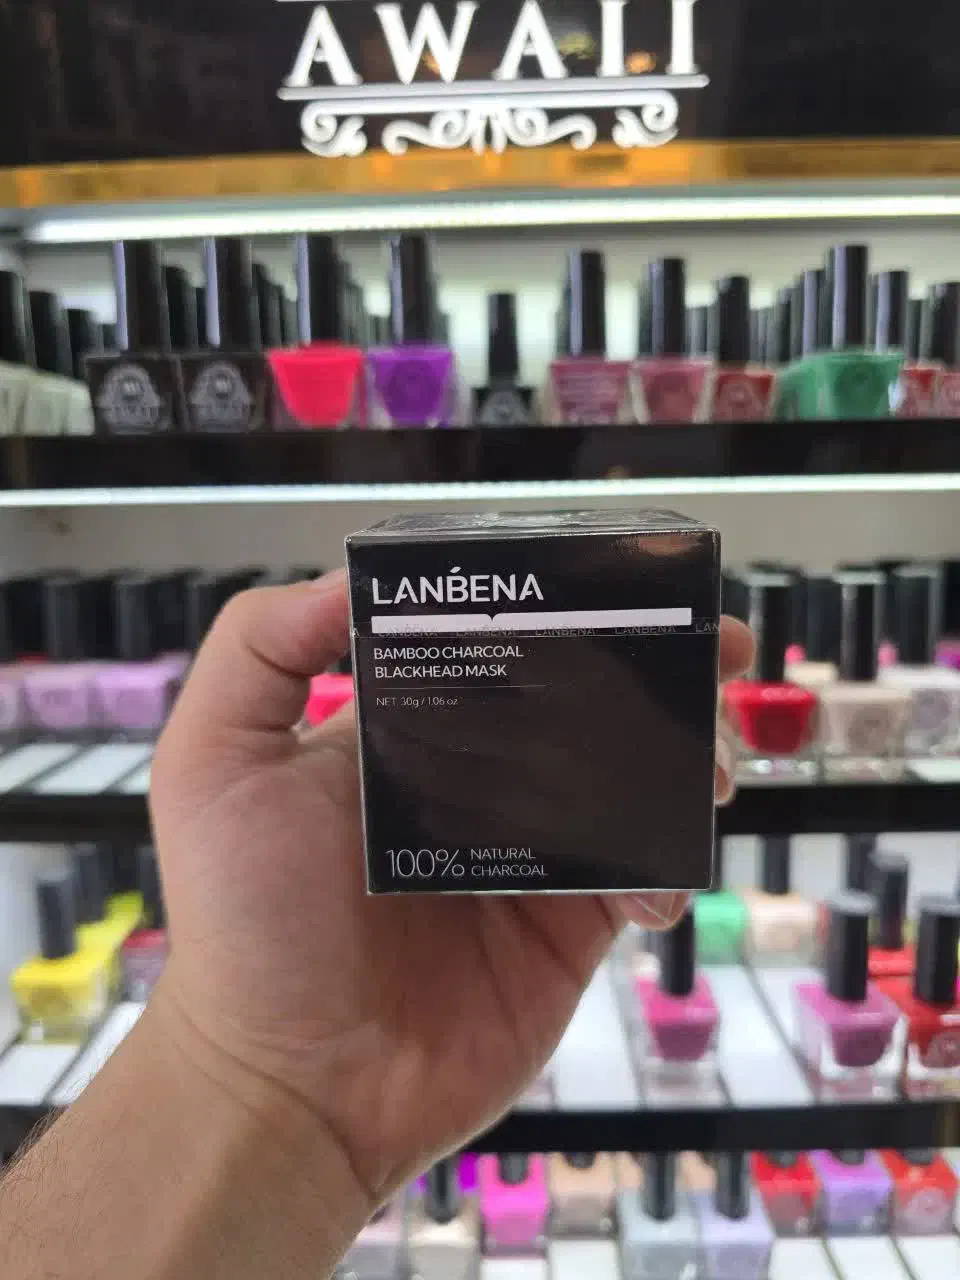 AWALI
LANBENA
LANBENA LANBENA LANBENA LANBENA LAN
BAMBOO CHARCOAL
BLACKHEAD MASK
NET 30g / 1.06 oz
100% NATURAL
CHARCOAL